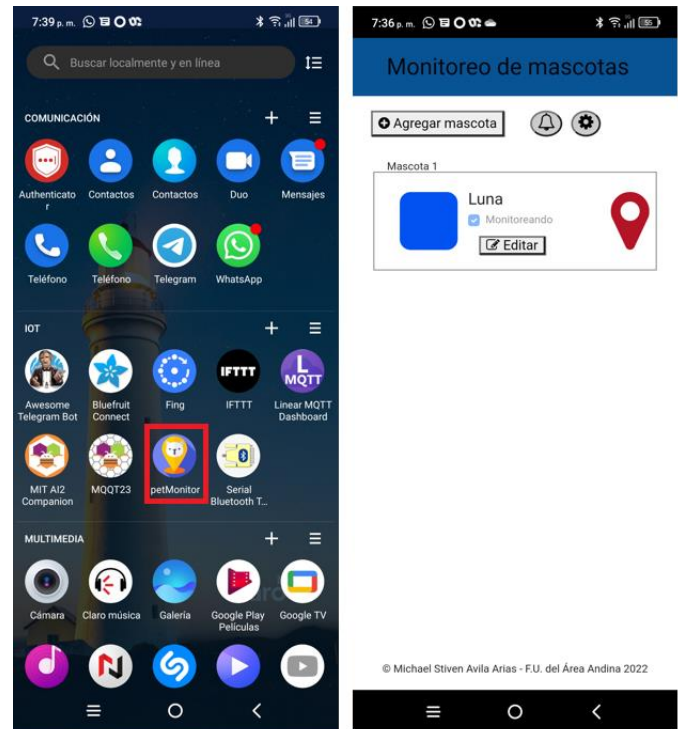 7:39 p. m.
54
Buscar localmente y en línea
COMUNICACIÓN
Authenticato
r
Contactos
Contactos
Duo
Mensajes
Teléfono
Teléfono
Telegram
WhatsApp
IOT
IFTTT
L
MQTT
Awesome
Telegram Bot
Bluefruit
Connect
Fing
IFTTT
Linear MQTT
Dashboard
MIT AI2
Companion
MQQT23
petMonitor
Serial
Bluetooth T...
MULTIMEDIA
Cámara
Claro música
Galería
Google Play
Películas
Google TV
7:36 p. m.
55
Monitoreo de mascotas
Agregar mascota
Mascota 1
Luna
Monitoreando
Editar
© Michael Stiven Avila Arias - F.U. del Área Andina 2022